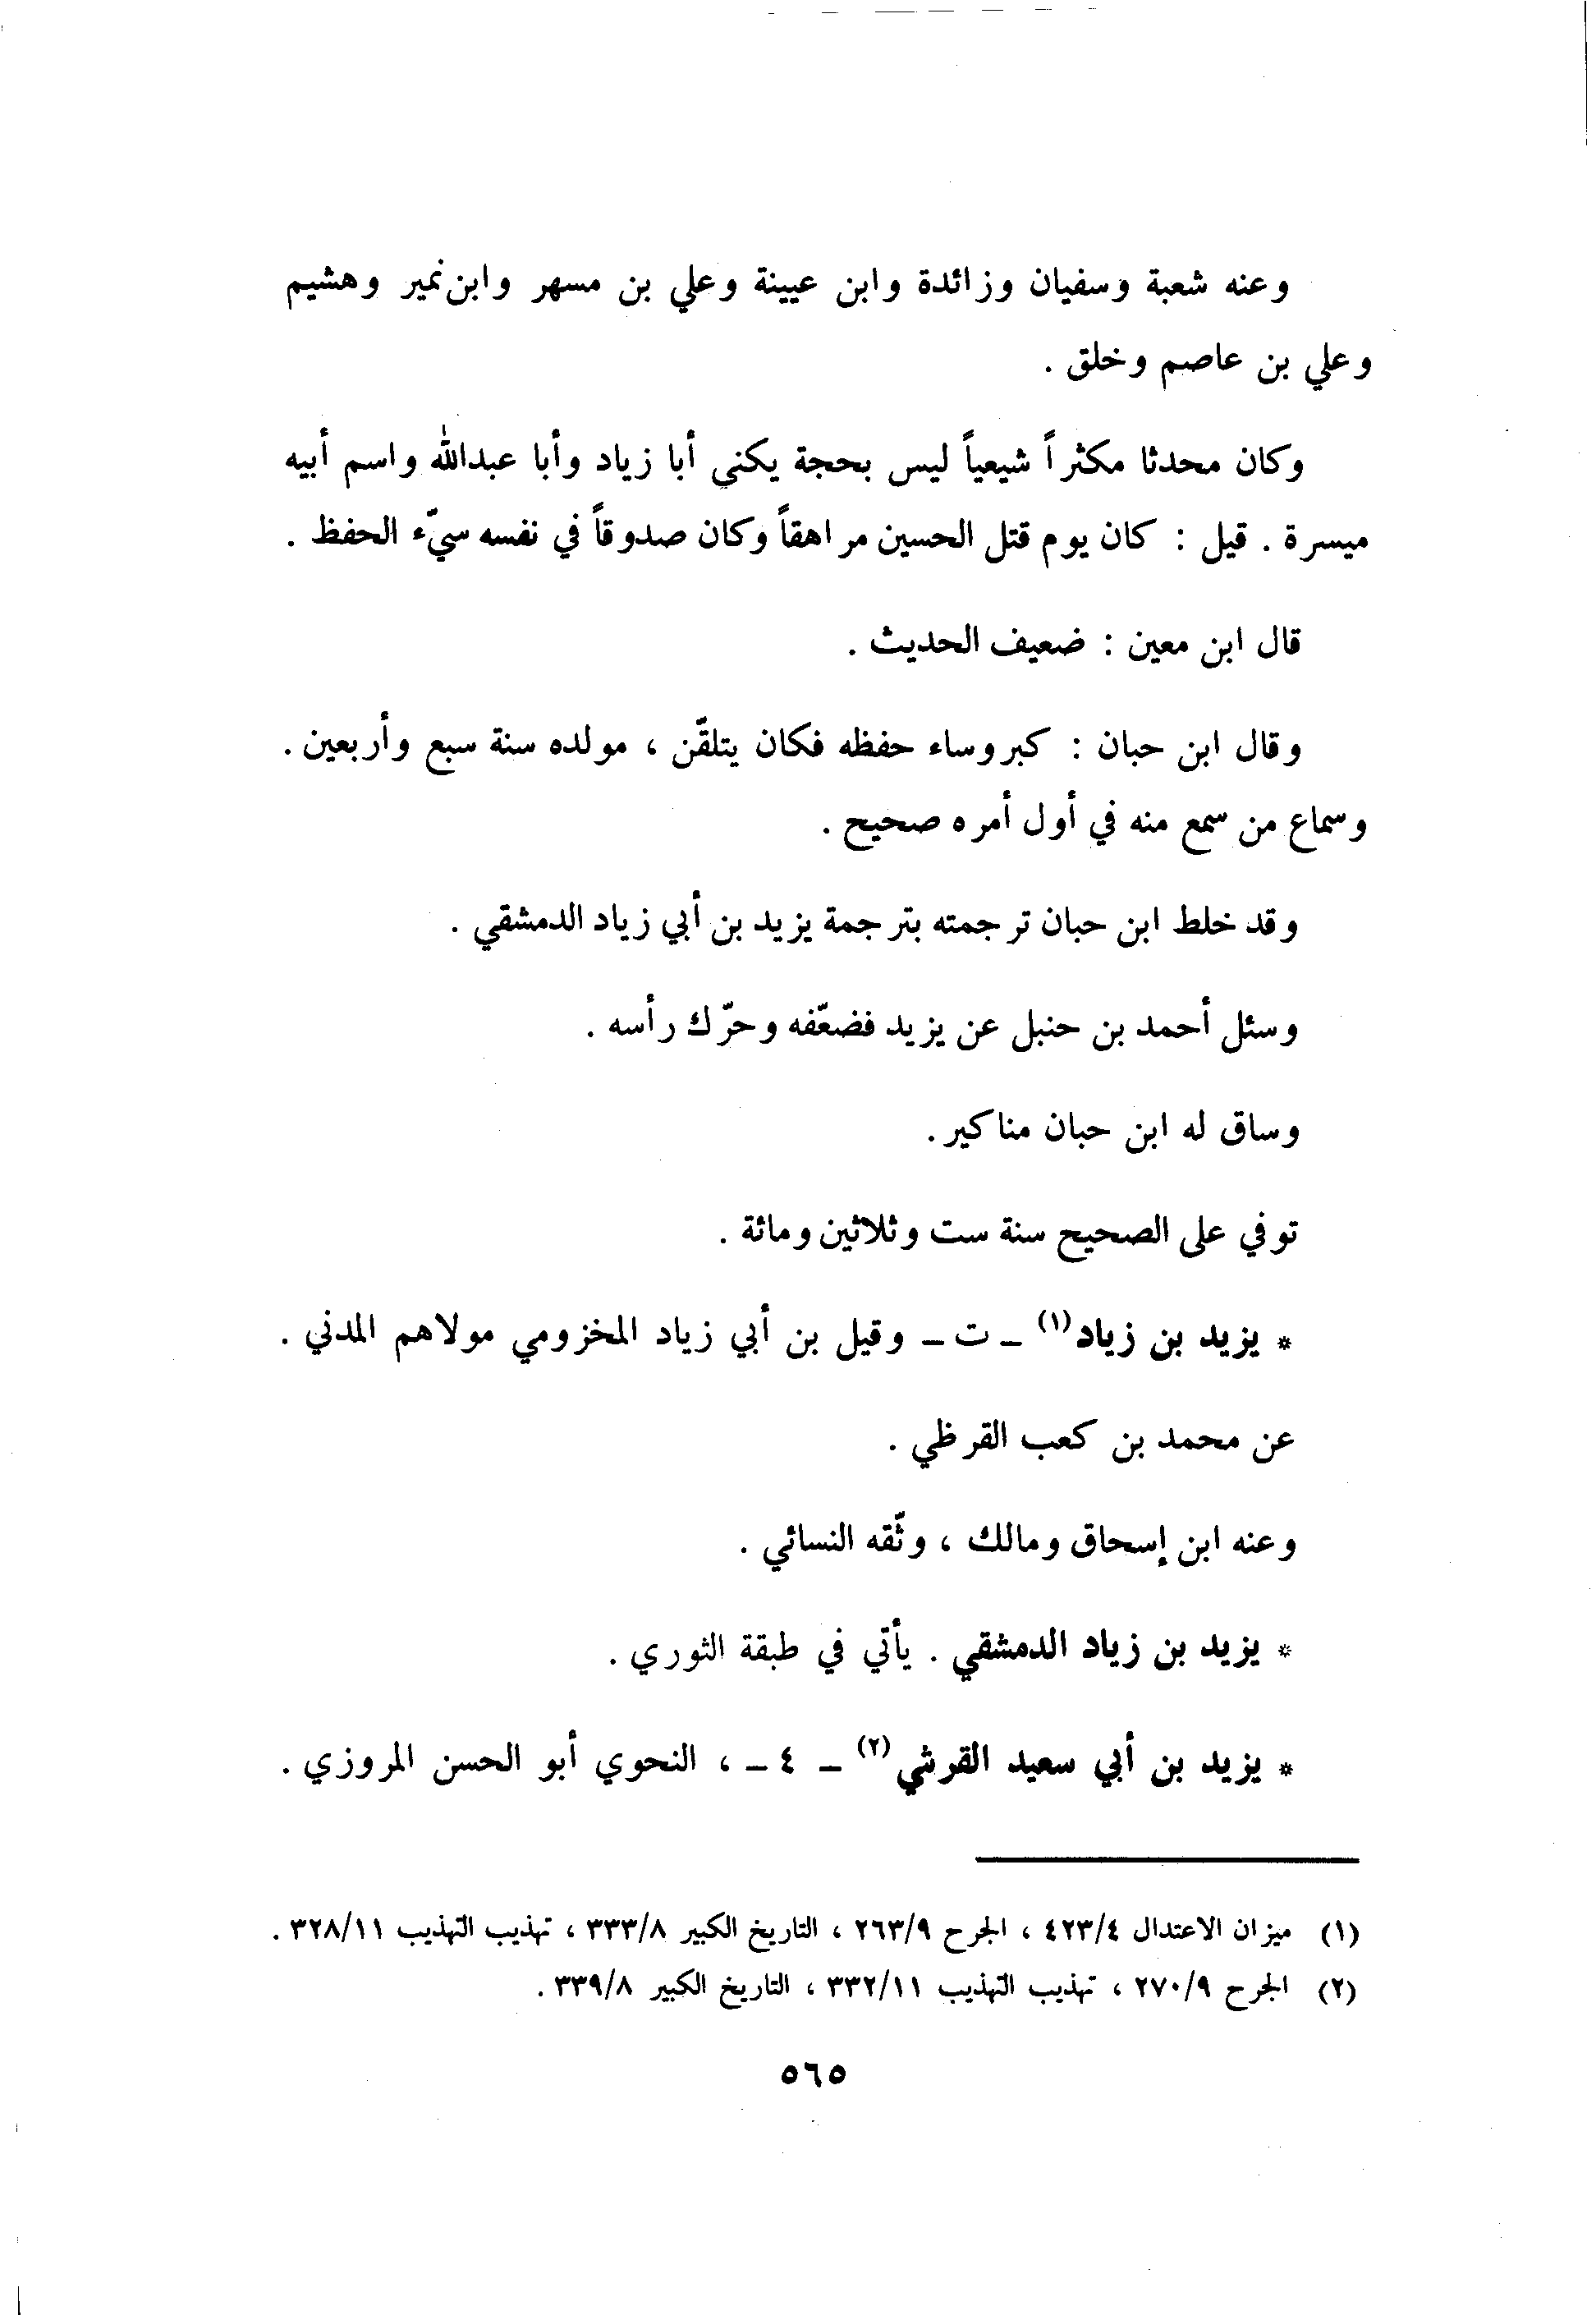 وعنه شعبة وسفيان وزائدة وابن عيينة وعلي بن مسهر وابن نمير وهشيم
وعلي بن عاصم وخلق .
وكان محدثا مكثراً شيعياً ليس بحجة يكنى أبا زياد وأبا عبدالله واسم أبيه
ميسرة . قيل : كان يوم قتل الحسين مراهقاً وكان صدوقاً في نفسه سيّء الحفظ .
قال ابن معين : ضعيف الحديث .
وقال ابن حبان : كبر وساء حفظه فكان يتلقّن ، مولده سنة سبع وأربعين .
وسماع من سمع منه في أول أمره صحيح .
وقد خلط ابن حبان ترجمته بترجمة يزيد بن أبي زياد الدمشقي .
وسئل أحمد بن حنبل عن يزيد فضعّفه وحرّك رأسه .
وساق له ابن حبان مناكير .
توفي على الصحيح سنة ست وثلاثين ومائة .
* يزيد بن زياد(١) - ت - وقيل بن أبي زياد المخزومي مولاهم المدني .
عن محمد بن كعب القرظي .
وعنه ابن إسحاق ومالك ، وثّقه النسائي .
* يزيد بن زياد الدمشقي . يأتي في طبقة الثوري .
* يزيد بن أبي سعيد القرشي(٢) - ٤ - ، النحوي أبو الحسن المروزي .
(١) ميزان الاعتدال ٤٢٣/٤ ، الجرح ٢٦٣/٩ ، التاريخ الكبير ٣٣٣/٨ ، تهذيب التهذيب ٣٢٨/١١ .
(٢) الجرح ٢٧٠/٩ ، تهذيب التهذيب ٣٣٢/١١ ، التاريخ الكبير ٣٣٩/٨ .
٥٦٥